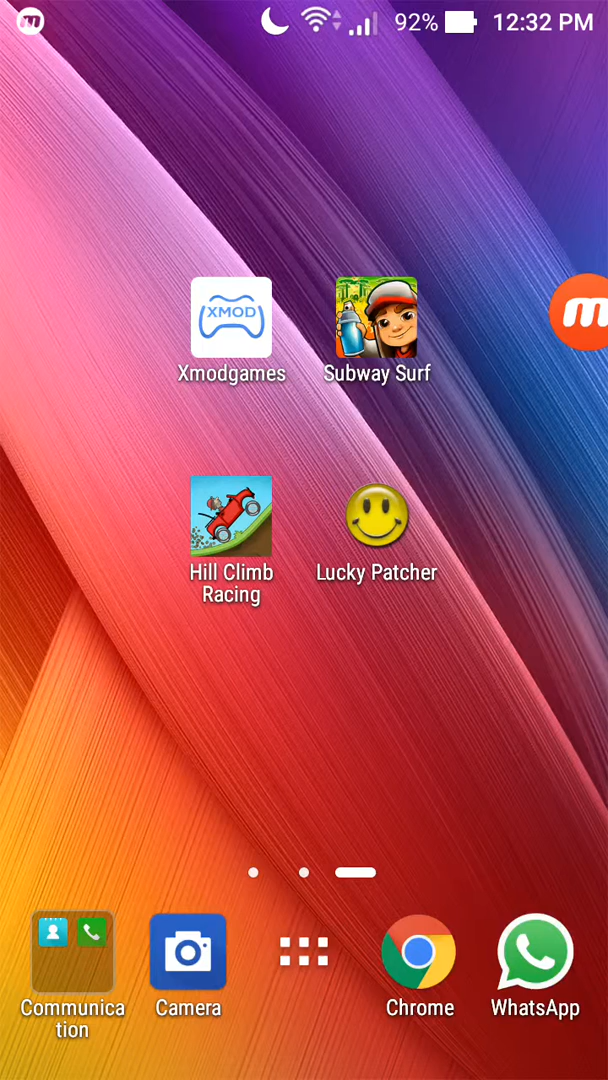 m
92%
12:32 PM
XMOD
m
Xmodgames
Subway Surf
Hill Climb
Racing
Lucky Patcher
Communica
tion
Camera
Chrome
WhatsApp